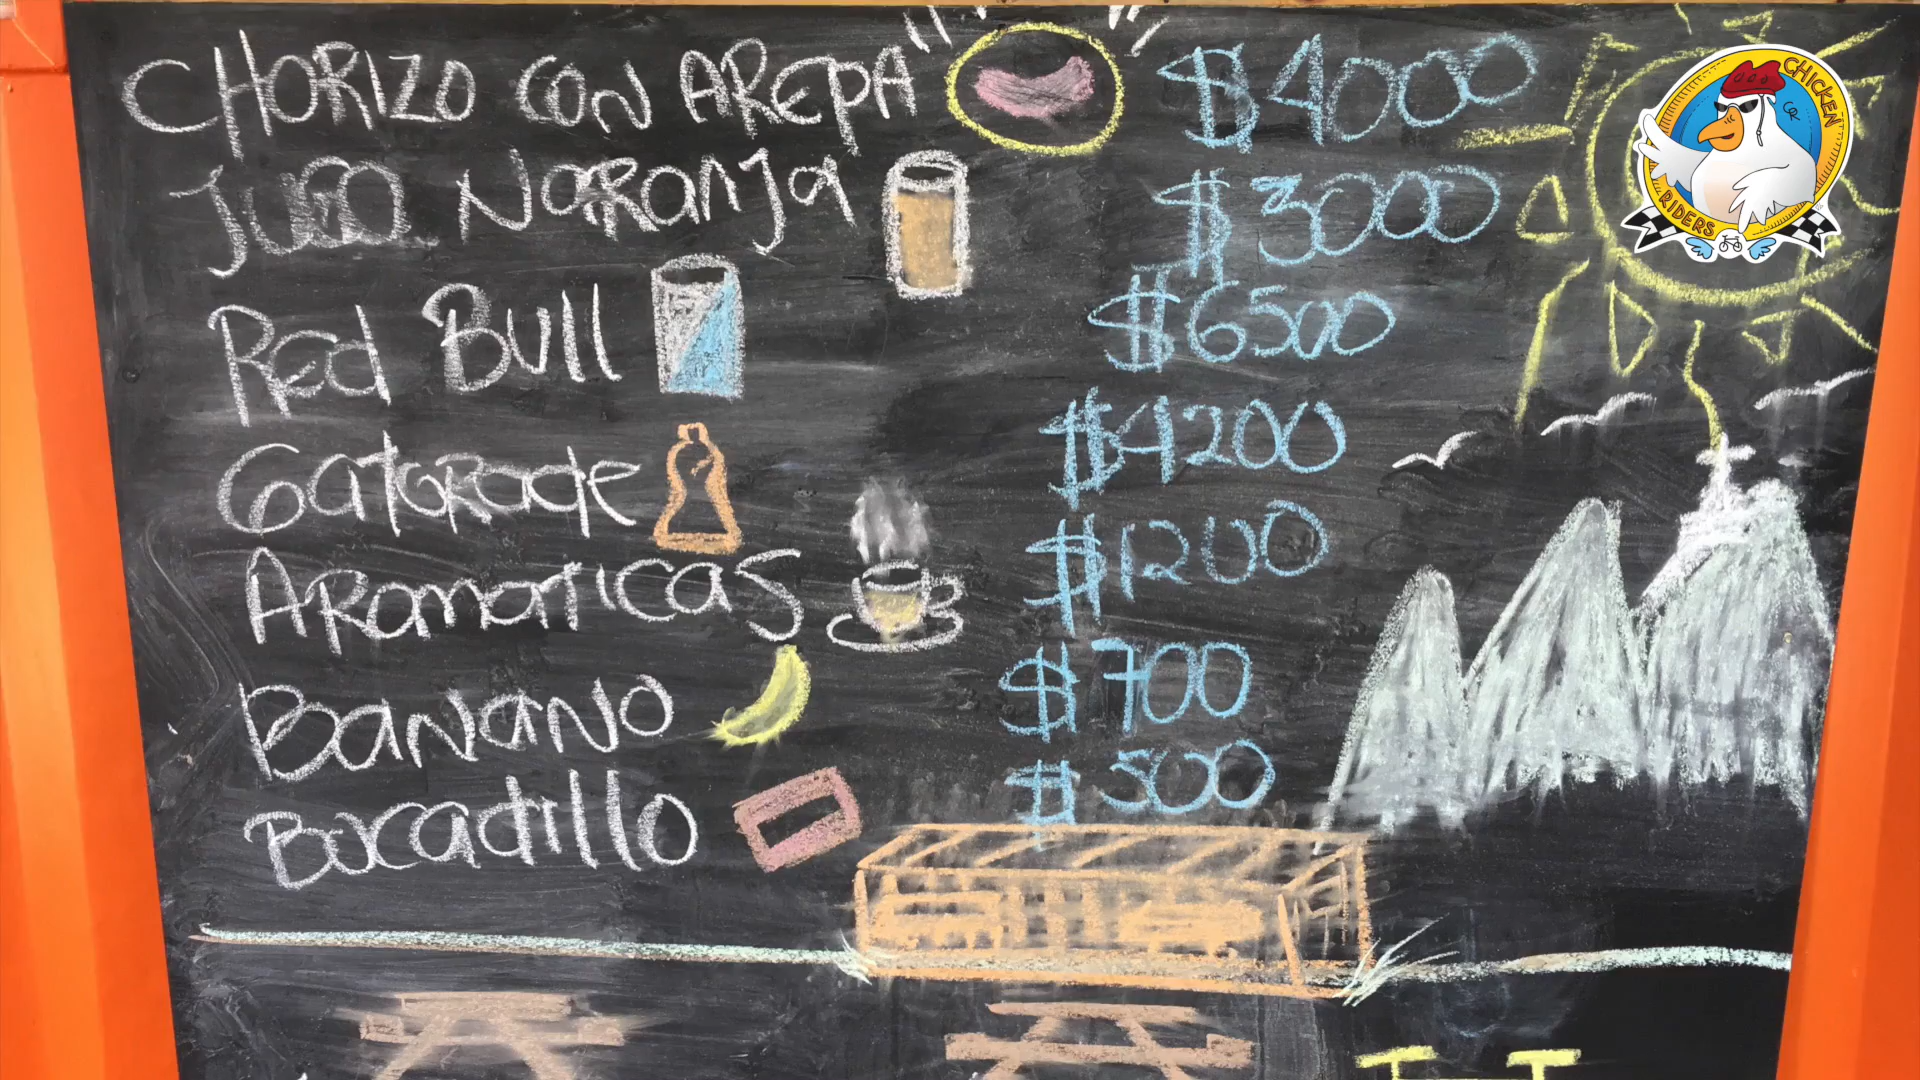 CHORIZO CON AREPA $4000
JUGO NARANJA $3000
Red Bull $6500
Gatorade $4200
AROMATICAS $1200
BANANO $700
Bocadillo $500
CHICKEN
RIDERS